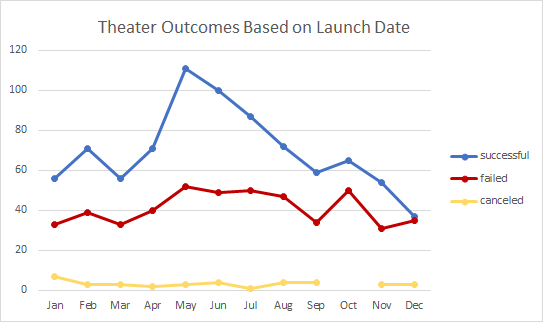 Theater Outcomes Based on Launch Date
120
100
80
60
40
20
0
Jan Feb Mar Apr May Jun Jul Aug Sep Oct Nov Dec
successful
failed
canceled